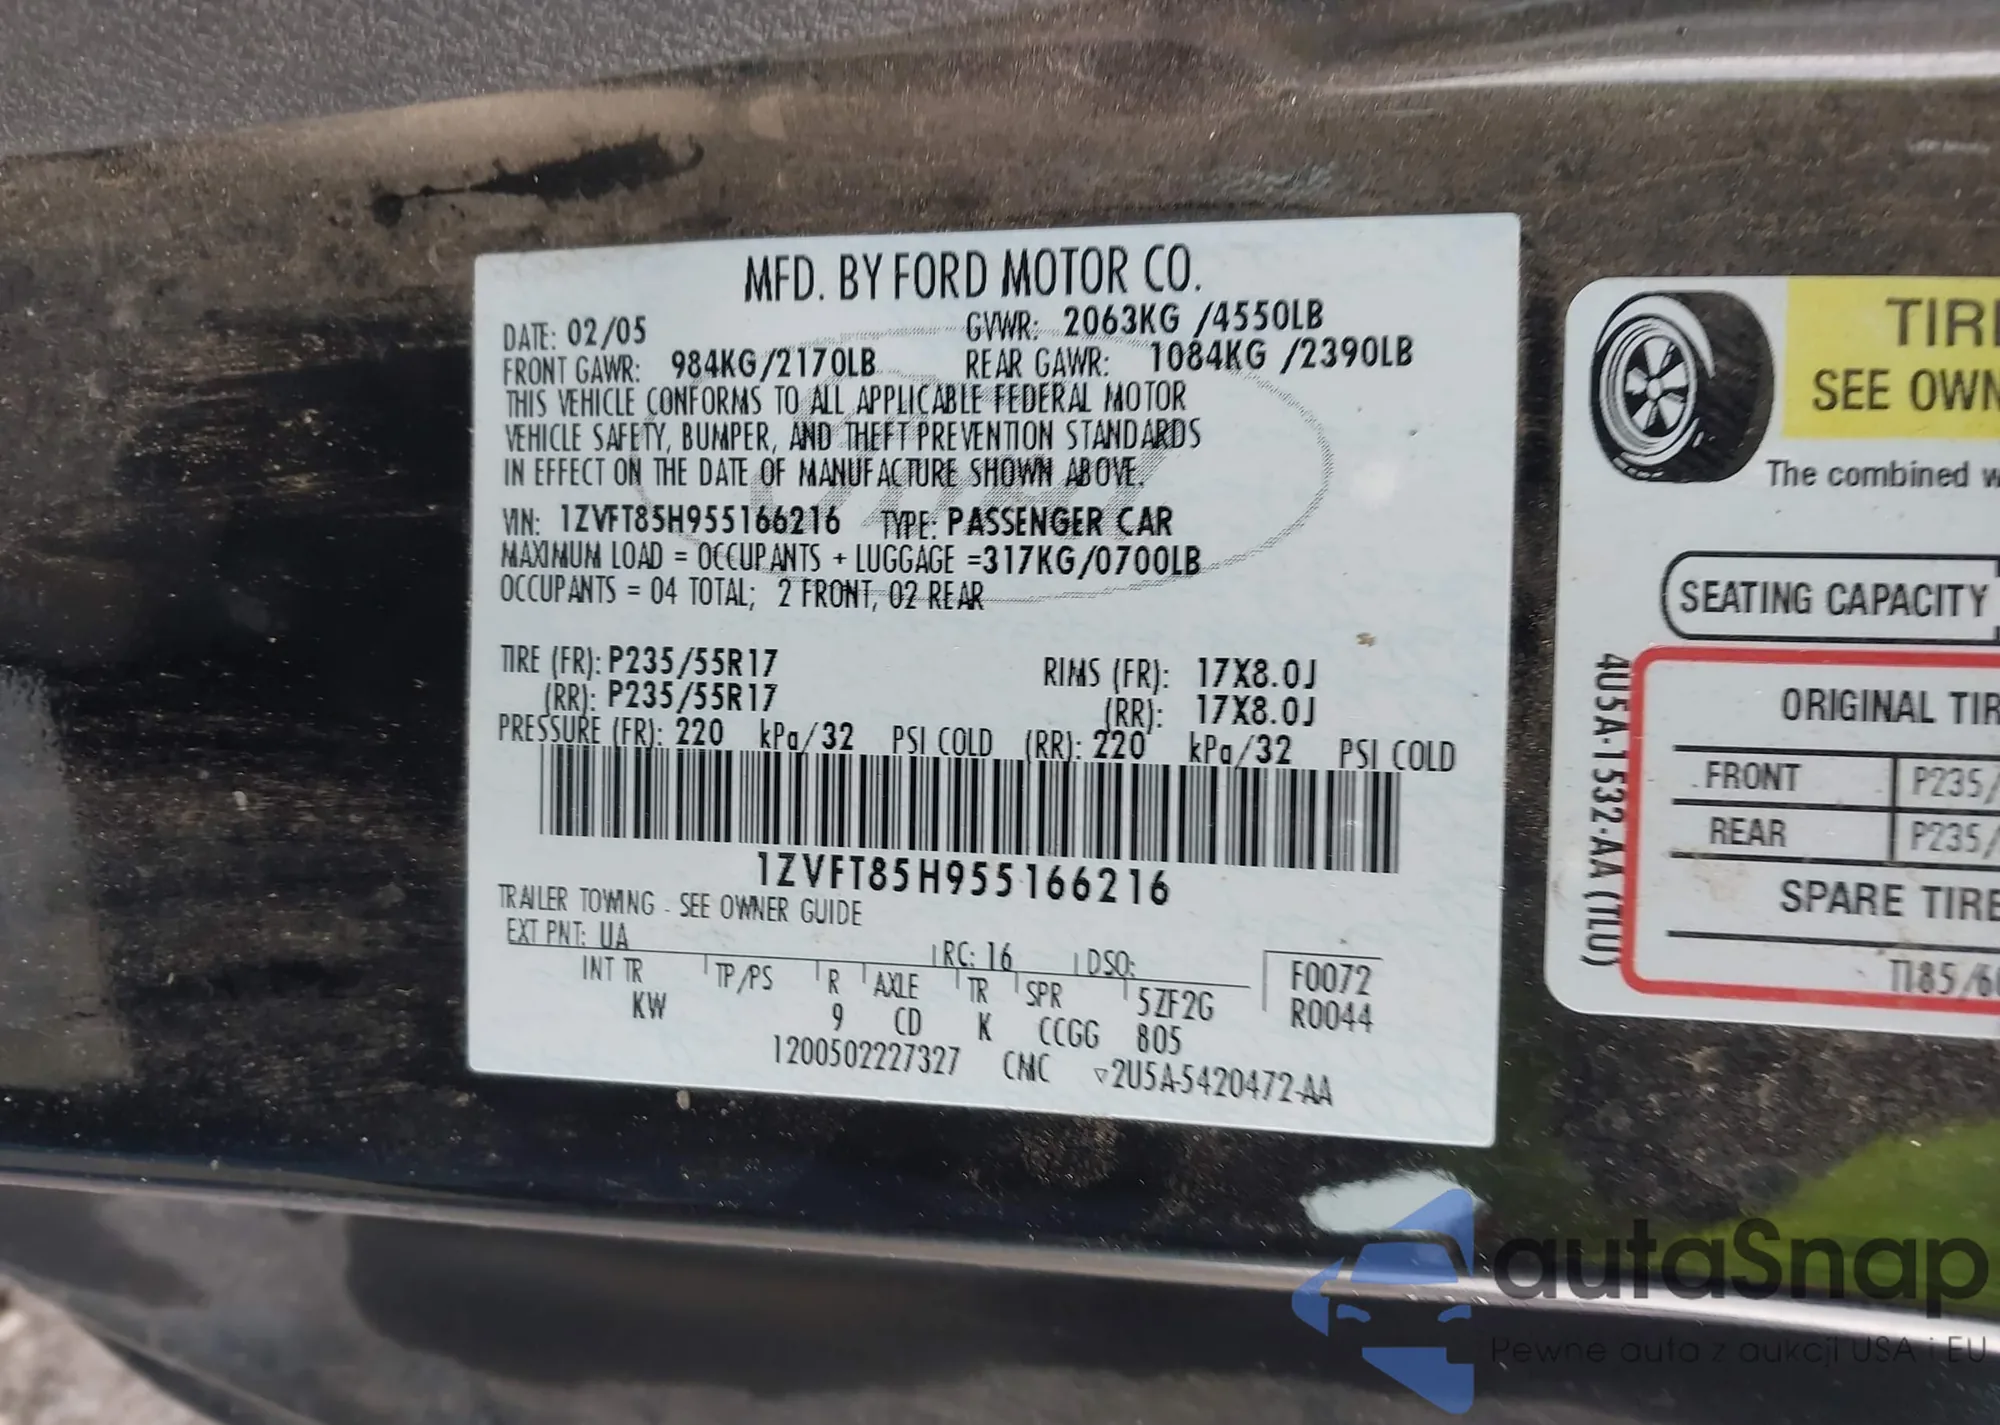 MFD. BY FORD MOTOR CO.
DATE: 02/05 GVWR: 2063KG /4550LB
FRONT GAWR: 984KG/2170LB REAR GAWR: 1084KG /2390LB
THIS VEHICLE CONFORMS TO ALL APPLICABLE FEDERAL MOTOR
VEHICLE SAFETY, BUMPER, AND THEFT PREVENTION STANDARDS
IN EFFECT ON THE DATE OF MANUFACTURE SHOWN ABOVE.
VIN: 1ZVFT85H955166216 TYPE: PASSENGER CAR
MAXIMUM LOAD = OCCUPANTS + LUGGAGE =317KG/0700LB
OCCUPANTS = 04 TOTAL; 2 FRONT, 02 REAR
TIRE (FR): P235/55R17 RIMS (FR): 17X8.0J
(RR): P235/55R17 (RR): 17X8.0J
PRESSURE (FR): 220 kPa/32 PSI COLD (RR): 220 kPa/32 PSI COLD
1ZVFT85H955166216
TRAILER TOWING - SEE OWNER GUIDE
EXT PNT: UA RC: 16 DSO: F0072
INT TR TP/PS R AXLE TR SPR 5ZF2G R0044
KW 9 CD K CCGG 805
1200502227327 CMC ▿2U5A-5420472-AA
TIRE
SEE OWN
The combined w
SEATING CAPACITY
4U5A-1532-AA (TLU)
ORIGINAL TIR
FRONT P235/
REAR P235/
SPARE TIRE
T185/60
autaSnap
Pewne auta z aukcji USA i EU